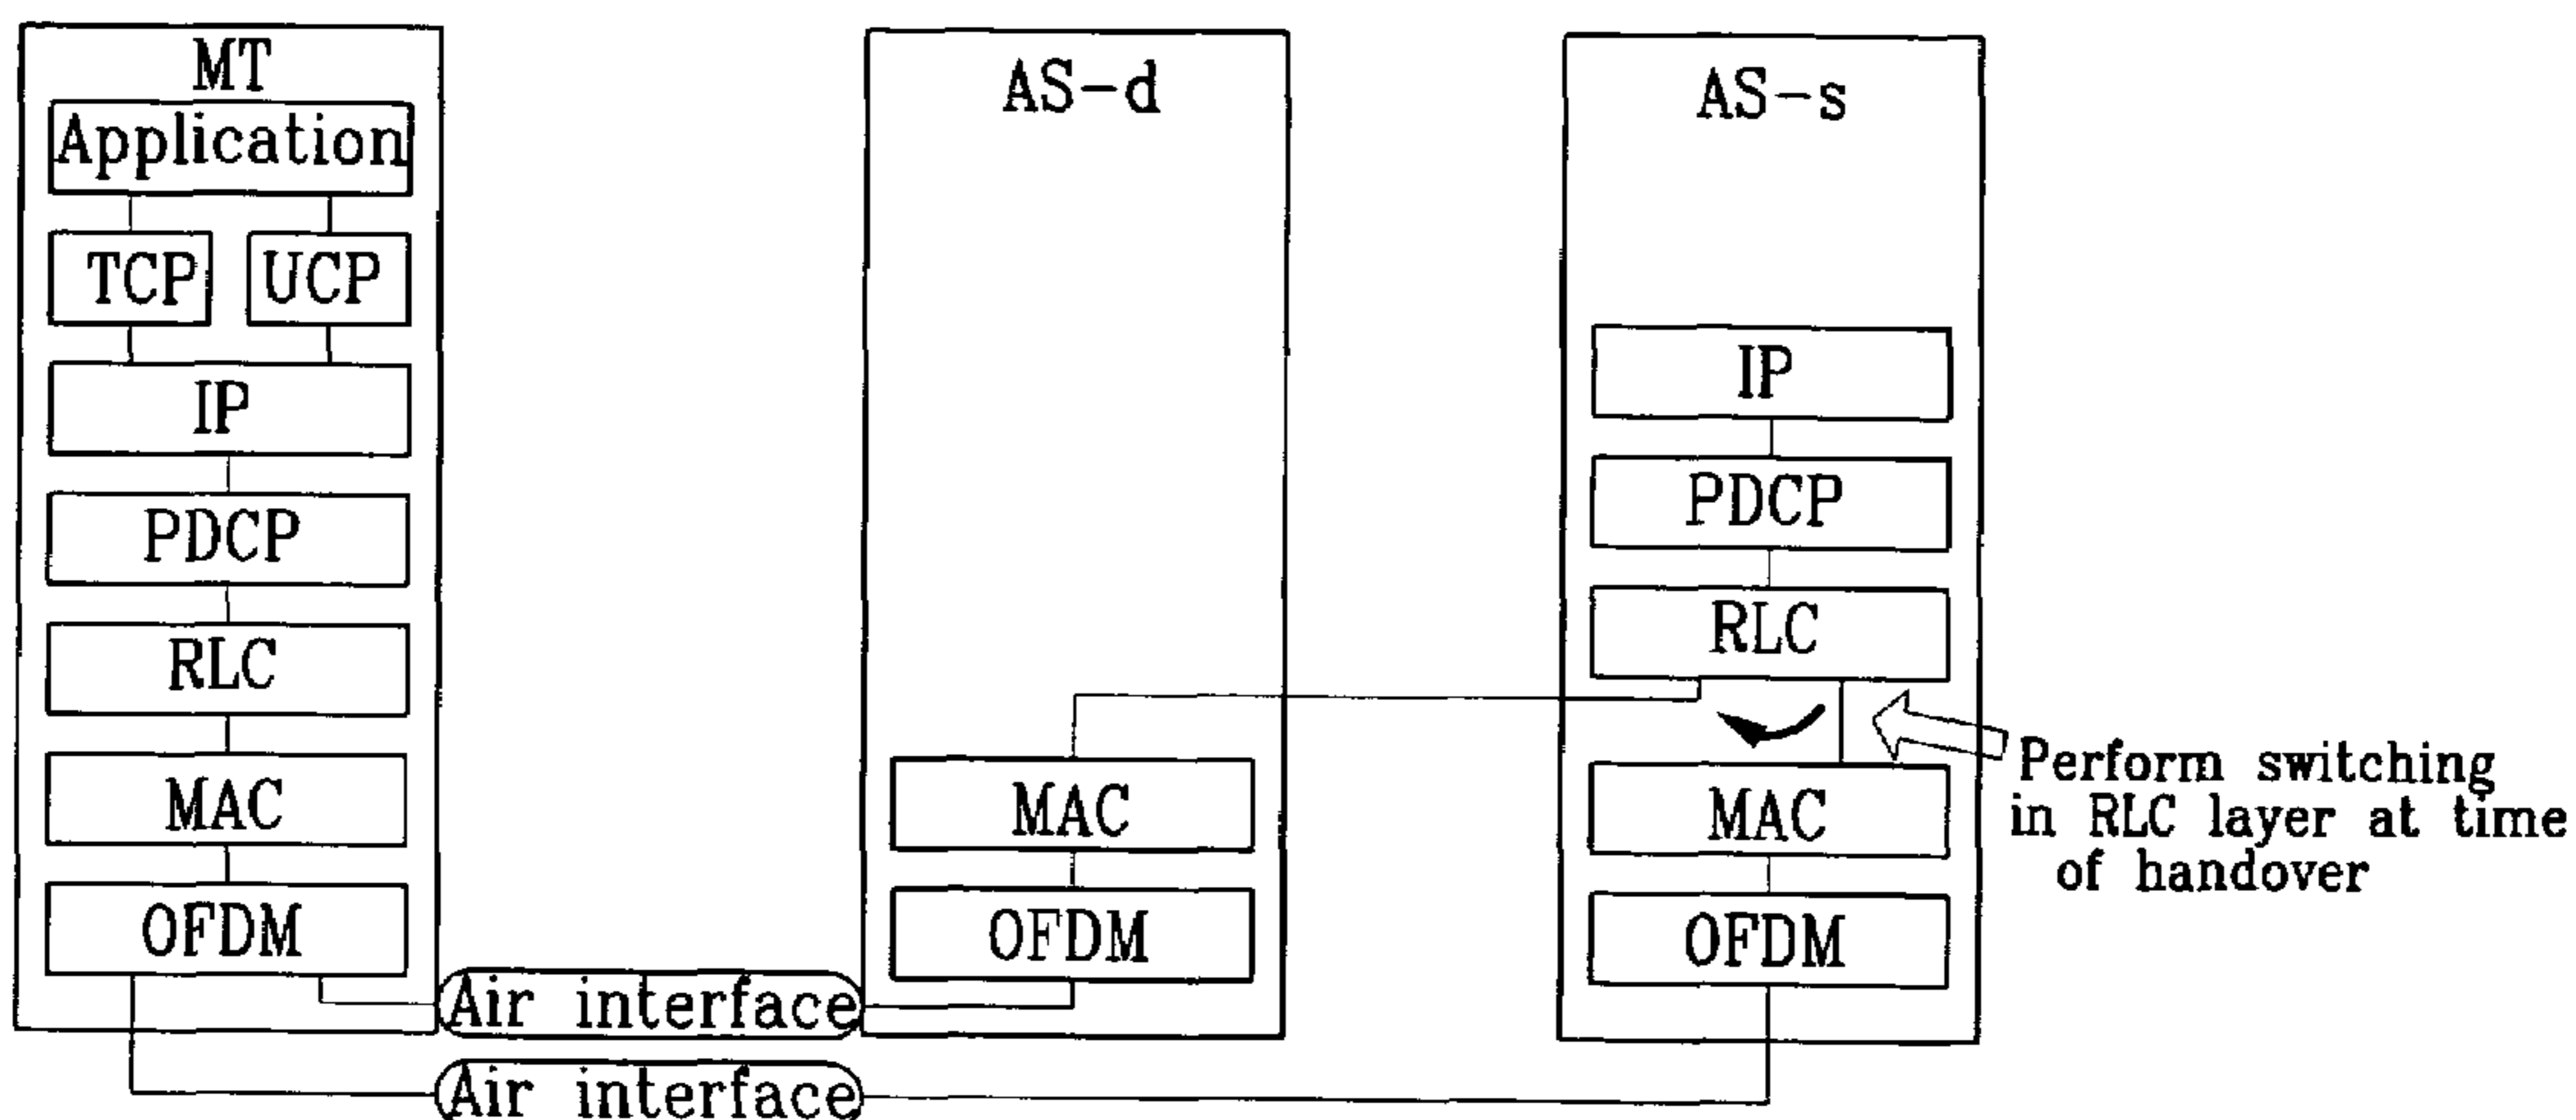 MT
Application
TCP UCP
IP
PDCP
RLC
MAC
OFDM
AS-d
MAC
OFDM
AS-s
IP
PDCP
RLC
MAC
OFDM
Perform switching
in RLC layer at time
of handover
Air interface
Air interface